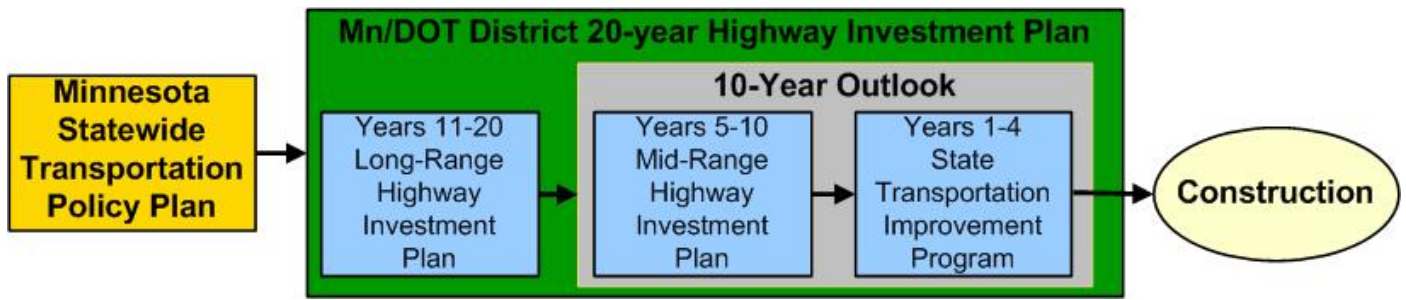 Mn/DOT District 20-year Highway Investment Plan
Minnesota
Statewide
Transportation
Policy Plan
10-Year Outlook
Years 11-20
Long-Range
Highway
Investment
Plan
Years 5-10
Mid-Range
Highway
Investment
Plan
Years 1-4
State
Transportation
Improvement
Program
Construction